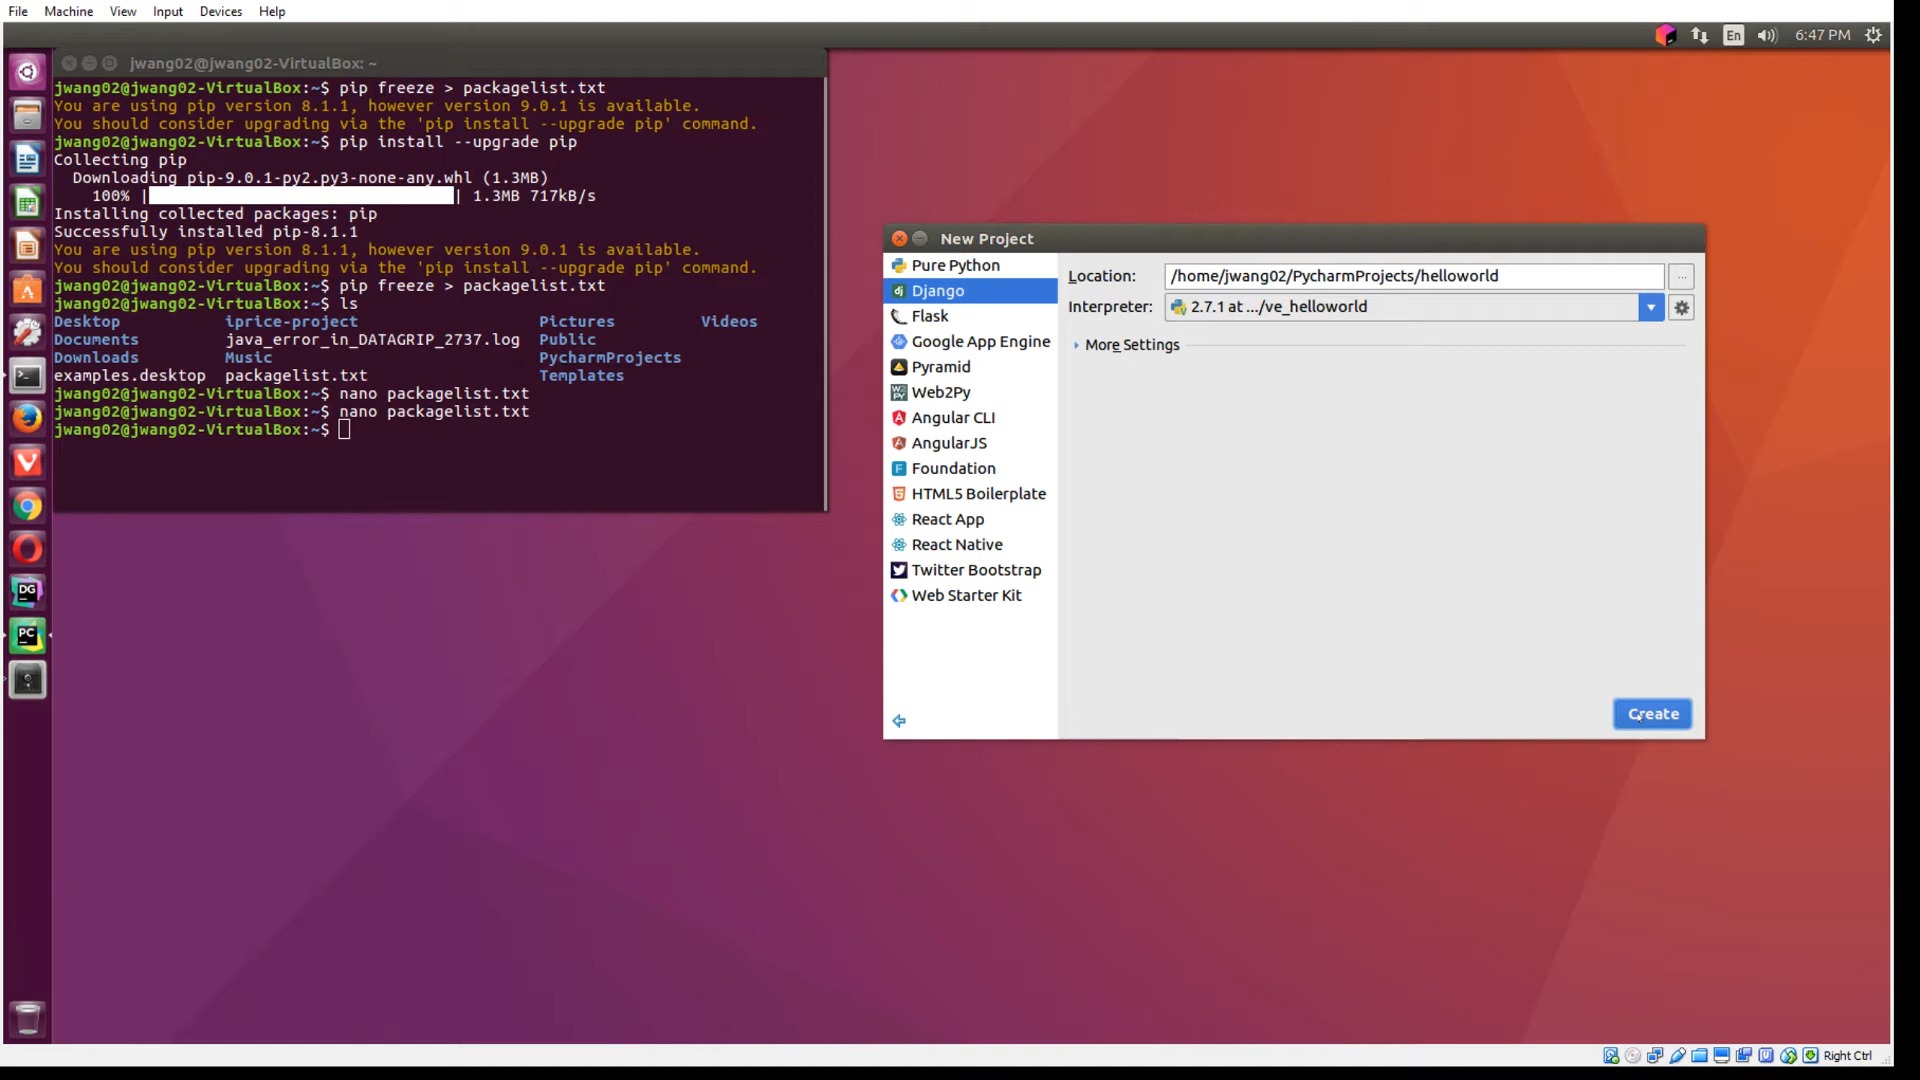 File Machine View Input Devices Help
En 6:47 PM
jwang02@jwang02-VirtualBox: ~
jwang02@jwang02-VirtualBox:~$ pip freeze > packagelist.txt
You are using pip version 8.1.1, however version 9.0.1 is available.
You should consider upgrading via the 'pip install --upgrade pip' command.
jwang02@jwang02-VirtualBox:~$ pip install --upgrade pip
Collecting pip
Downloading pip-9.0.1-py2.py3-none-any.whl (1.3MB)
100% | | 1.3MB 717kB/s
Installing collected packages: pip
Successfully installed pip-8.1.1
You are using pip version 8.1.1, however version 9.0.1 is available.
You should consider upgrading via the 'pip install --upgrade pip' command.
jwang02@jwang02-VirtualBox:~$ pip freeze > packagelist.txt
jwang02@jwang02-VirtualBox:~$ ls
Desktop iprice-project Pictures Videos
Documents java_error_in_DATAGRIP_2737.log Public
Downloads Music PycharmProjects
examples.desktop packagelist.txt Templates
jwang02@jwang02-VirtualBox:~$ nano packagelist.txt
jwang02@jwang02-VirtualBox:~$ nano packagelist.txt
jwang02@jwang02-VirtualBox:~$
DG
PC
New Project
Pure Python
Django
Flask
Google App Engine
Pyramid
Web2Py
Angular CLI
AngularJS
Foundation
HTML5 Boilerplate
React App
React Native
Twitter Bootstrap
Web Starter Kit
Location: /home/jwang02/PycharmProjects/helloworld ...
Interpreter: 2.7.1 at .../ve_helloworld
More Settings
Create
Right Ctrl